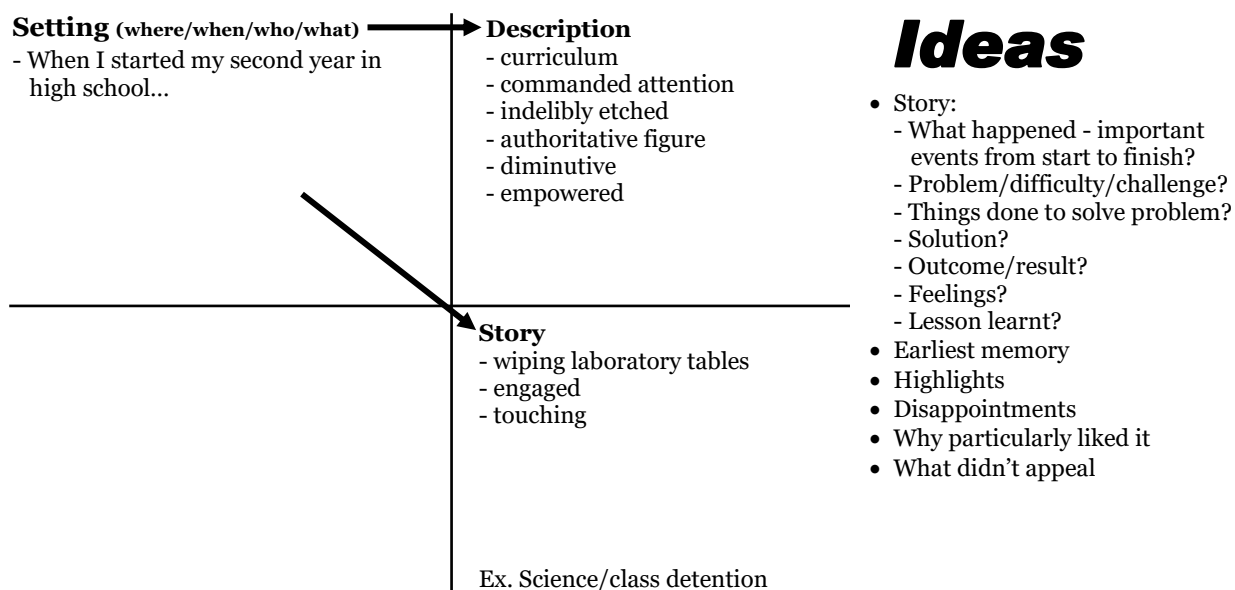 Setting (where/when/who/what)
- When I started my second year in
high school...
Description
- curriculum
- commanded attention
- indelibly etched
- authoritative figure
- diminutive
- empowered
Story
- wiping laboratory tables
- engaged
- touching
Ex. Science/class detention
Ideas
• Story:
- What happened - important
events from start to finish?
- Problem/difficulty/challenge?
- Things done to solve problem?
- Solution?
- Outcome/result?
- Feelings?
- Lesson learnt?
• Earliest memory
• Highlights
• Disappointments
• Why particularly liked it
• What didn’t appeal